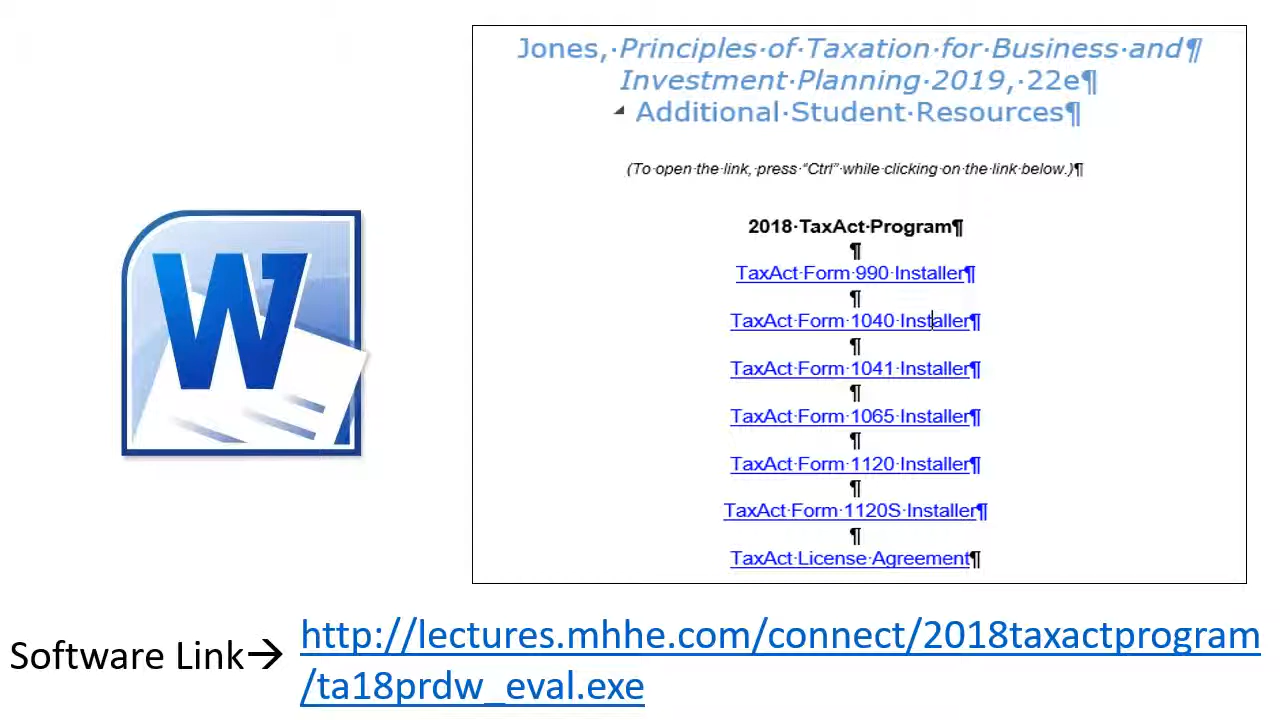 Jones,·Principles·of·Taxation·for·Business·and¶
Investment·Planning·2019,·22e¶
Additional·Student·Resources¶
(To·open·the·link,·press·“Ctrl”·while·clicking·on·the·link·below.)¶
2018·TaxAct·Program¶
¶
TaxAct·Form·990·Installer¶
¶
TaxAct·Form·1040·Installer¶
¶
TaxAct·Form·1041·Installer¶
¶
TaxAct·Form·1065·Installer¶
¶
TaxAct·Form·1120·Installer¶
¶
TaxAct·Form·1120S·Installer¶
¶
TaxAct·License·Agreement¶
W
Software Link→ http://lectures.mhhe.com/connect/2018taxactprogram
/ta18prdw_eval.exe